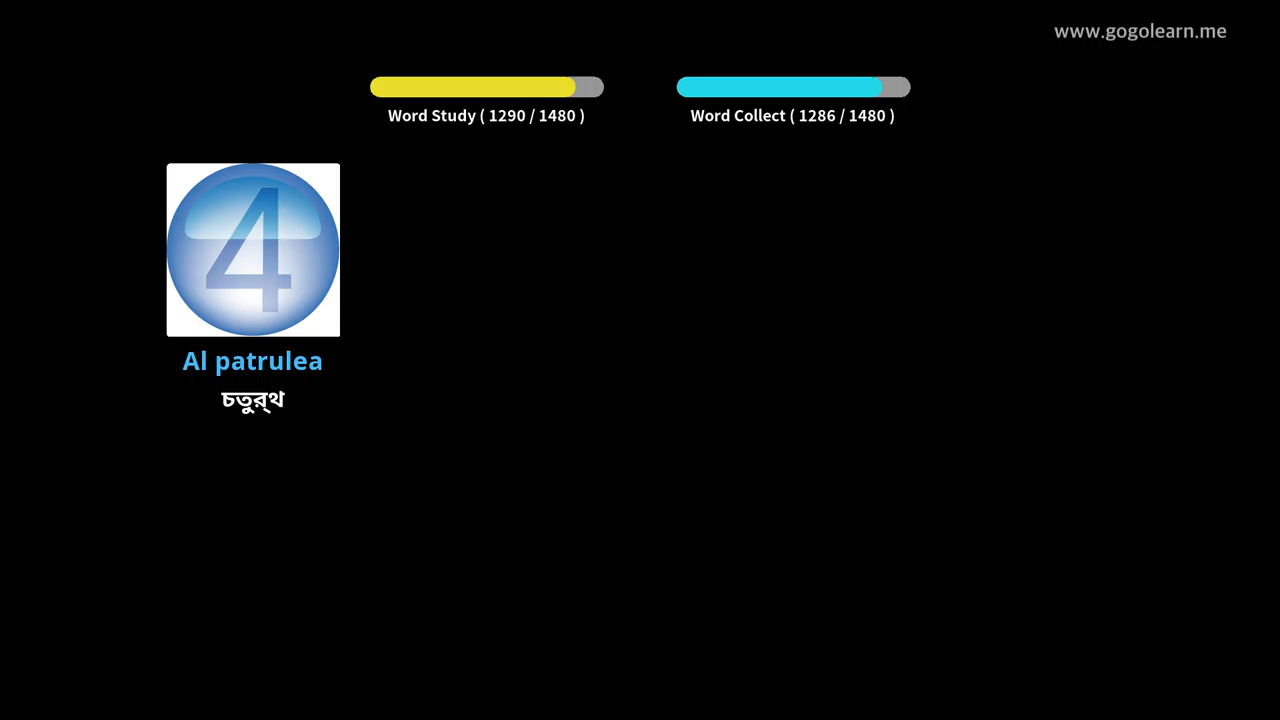 www.gogolearn.me
Word Study ( 1290 / 1480 )
Word Collect ( 1286 / 1480 )
4
Al patrulea
চতুর্থ